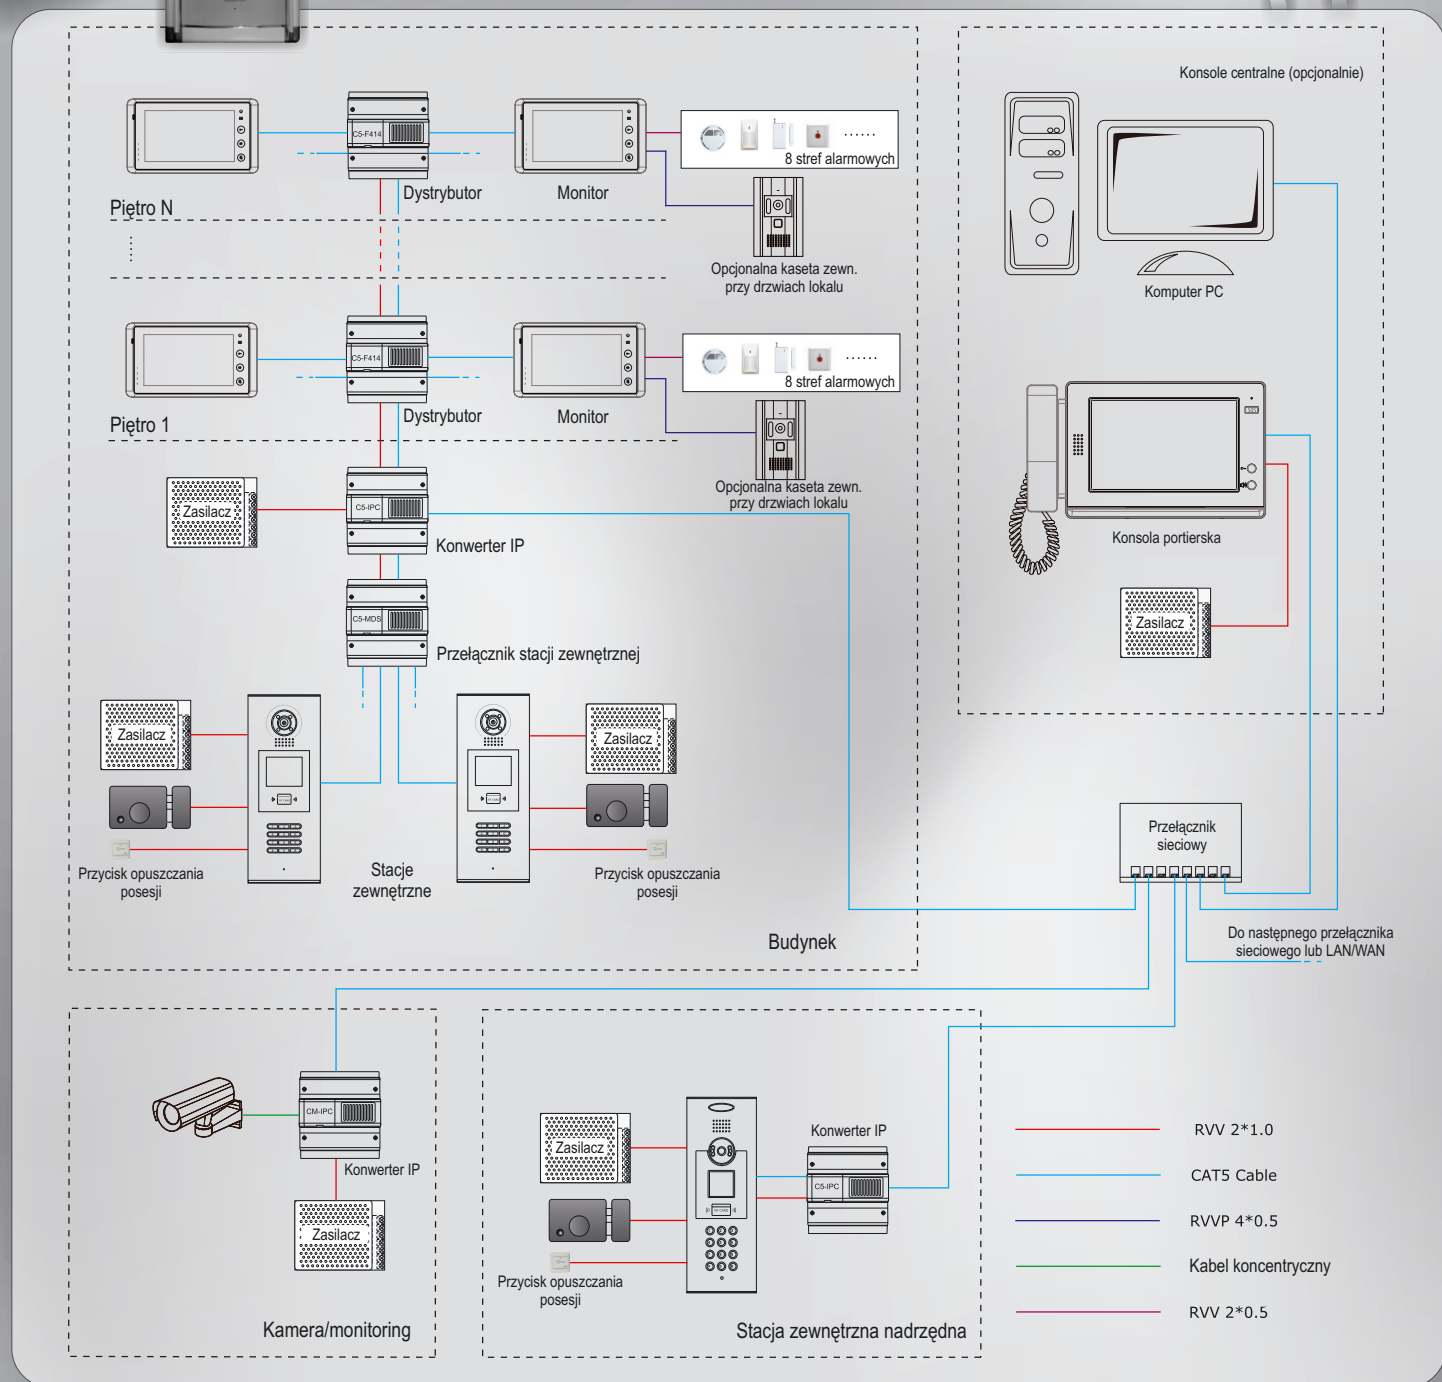 Konsole centralne (opcjonalnie)
C5-F414
8 stref alarmowych
Dystrybutor
Monitor
Piętro N
Opcjonalna kaseta zewn.
przy drzwiach lokalu
Komputer PC
C5-F414
8 stref alarmowych
Dystrybutor
Monitor
Piętro 1
Opcjonalna kaseta zewn.
przy drzwiach lokalu
Zasilacz
C5-IPC
Konwerter IP
Konsola portierska
C5-MDS
Zasilacz
Przełącznik stacji zewnętrznej
Zasilacz
Zasilacz
Przycisk opuszczania
posesji
Stacje
zewnętrzne
Przycisk opuszczania
posesji
Przełącznik
sieciowy
Budynek
Do następnego przełącznika
sieciowego lub LAN/WAN
CM-IPC
Konwerter IP
Zasilacz
Kamera/monitoring
Zasilacz
Konwerter IP
C5-IPC
Przycisk opuszczania
posesji
Stacja zewnętrzna nadrzędna
RVV 2*1.0
CAT5 Cable
RVVP 4*0.5
Kabel koncentryczny
RVV 2*0.5